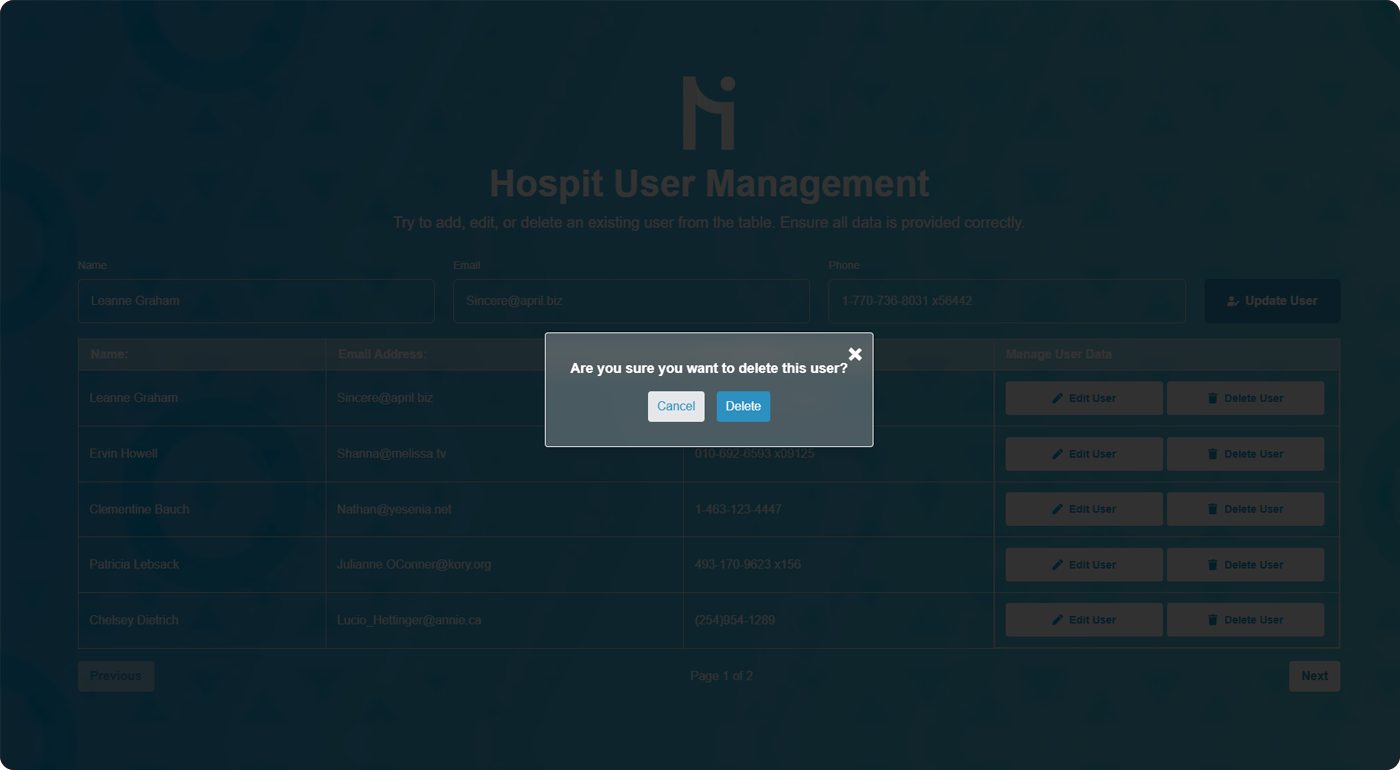 Hospit User Management
Try to add, edit, or delete an existing user from the table. Ensure all data is provided correctly.
Name Email Phone
Leanne Graham Sincere@april.biz 1-770-736-8031 x56442 Update User
Name: Email Address: Manage User Data
Are you sure you want to delete this user?
Leanne Graham Sincere@april.biz Edit User Delete User
Cancel Delete
Ervin Howell Shanna@melissa.tv 010-692-6593 x09125 Edit User Delete User
Clementine Bauch Nathan@yesenia.net 1-463-123-4447 Edit User Delete User
Patricia Lebsack Julianne.OConner@kory.org 493-170-9623 x156 Edit User Delete User
Chelsey Dietrich Lucio_Hettinger@annie.ca (254)954-1289 Edit User Delete User
Previous Page 1 of 2 Next